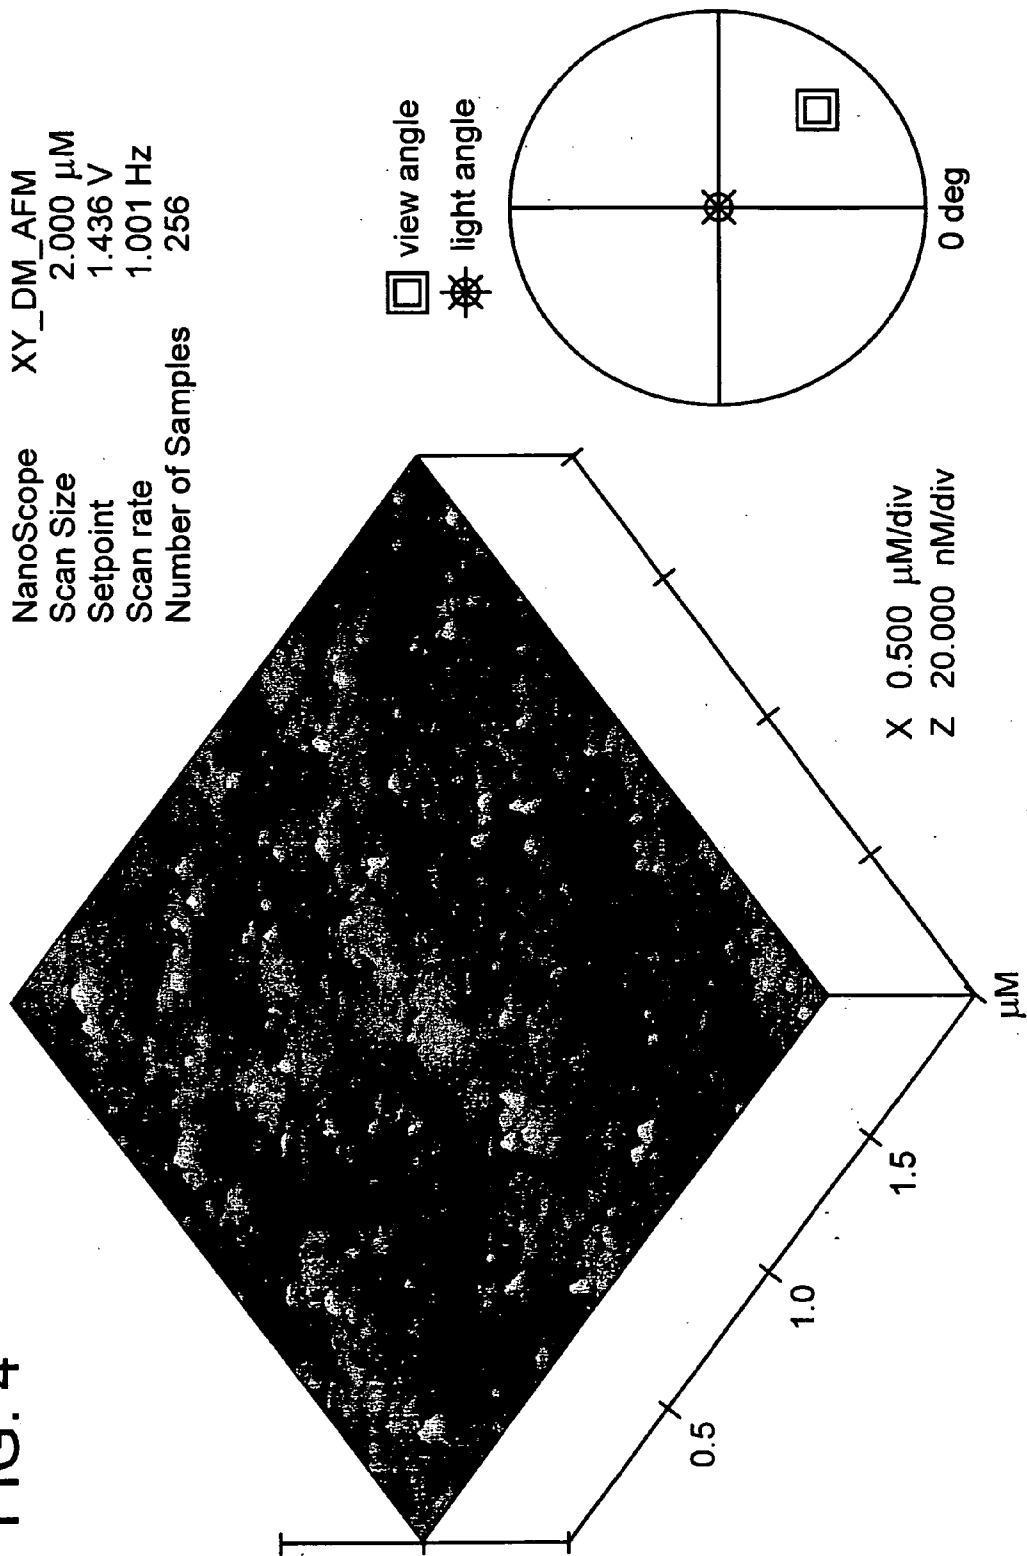 FIG. 4
NanoScope XY_DM_AFM
Scan Size 2.000 μM
Setpoint 1.436 V
Scan rate 1.001 Hz
Number of Samples 256
view angle
light angle
0 deg
X 0.500 μM/div
Z 20.000 nM/div
0.5
1.0
1.5
μM